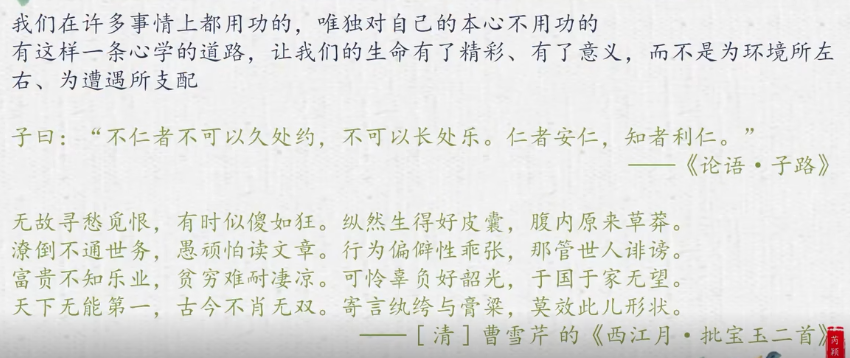 我们在许多事情上都用功的，唯独对自己的本心不用功的
有这样一条心学的道路，让我们的生命有了精彩、有了意义，而不是为环境所左
右、为遭遇所支配
子曰：“不仁者不可以久处约，不可以长处乐。仁者安仁，知者利仁。”
——《论语·子路》
无故寻愁觅恨，有时似傻如狂。纵然生得好皮囊，腹内原来草莽。
潦倒不通世务，愚顽怕读文章。行为偏僻性乖张，那管世人诽谤。
富贵不知乐业，贫穷难耐凄凉。可怜辜负好韶光，于国于家无望。
天下无能第一，古今不肖无双。寄言纨绔与膏粱，莫效此儿形状。
——［清］曹雪芹 的《西江月·批宝玉二首》
芮颖